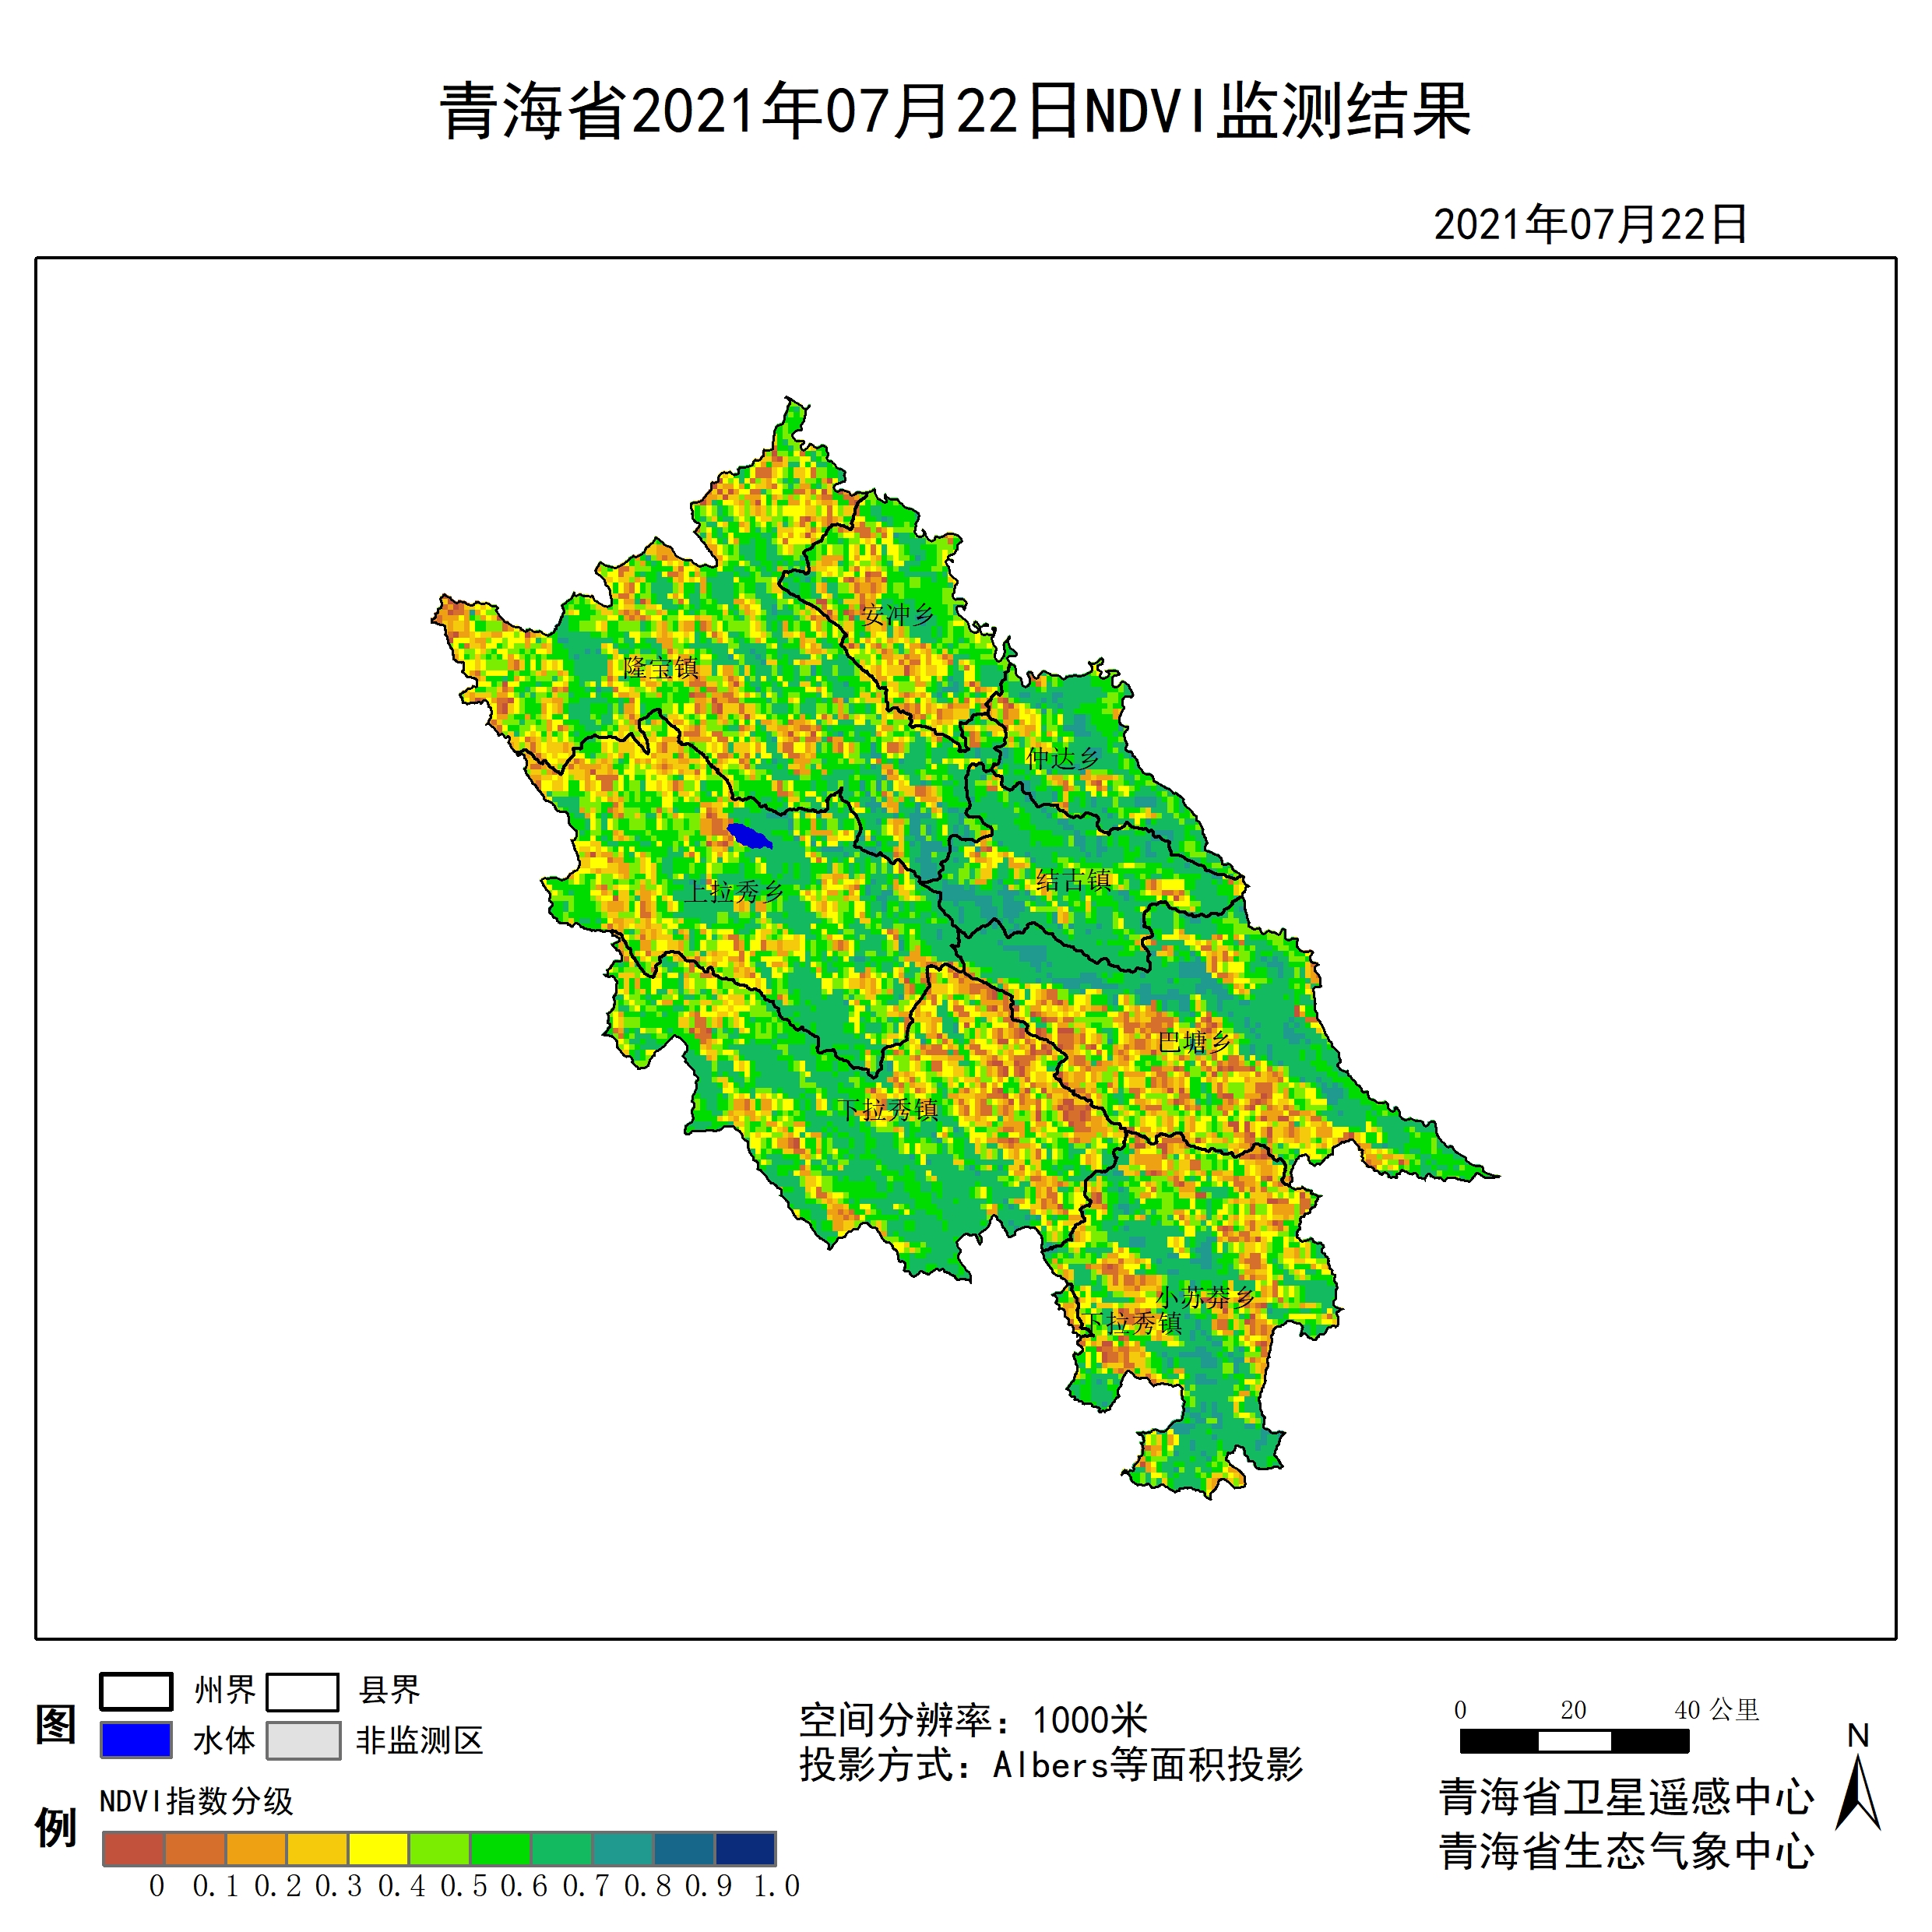 青海省2021年07月22日NDVI监测结果
2021年07月22日
安冲乡
隆宝镇
仲达乡
结古镇
上拉秀乡
巴塘乡
下拉秀镇
小苏莽乡
下拉秀镇
图例
州界 县界
水体 非监测区
NDVI指数分级
0 0.1 0.2 0.3 0.4 0.5 0.6 0.7 0.8 0.9 1.0
空间分辨率：1000米
投影方式：Albers等面积投影
0 20 40 公里
N
青海省卫星遥感中心
青海省生态气象中心